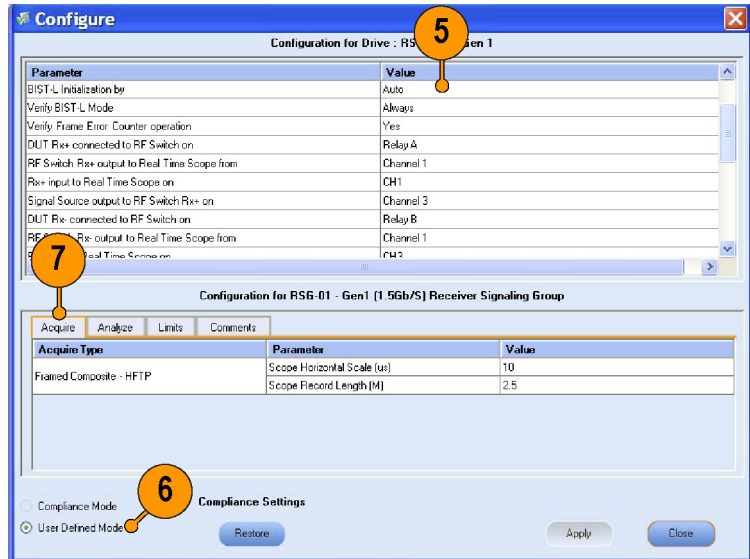 Configure
Configuration for Drive : RS Gen 1
5
Parameter Value
BIST-L Initialization by Auto
Verify BIST-L Mode Always
Verify Frame Error Counter operation Yes
DUT Rx+ connected to RF Switch on Relay A
RF Switch Rx+ output to Real Time Scope from Channel 1
Rx+ input to Real Time Scope on CH1
Signal Source output to RF Switch Rx+ on Channel 3
DUT Rx- connected to RF Switch on Relay B
RF Rx- output to Real Time Scope from Channel 1
Real Time Scope on CH3
7
Configuration for RSG-01 - Gen1 (1.5Gb/S) Receiver Signaling Group
Acquire Analyze Limits Comments
Acquire Type Parameter Value
Framed Composite - HFTP Scope Horizontal Scale (us) 10
Scope Record Length (M) 2.5
6
Compliance Mode Compliance Settings
User Defined Mode Restore Apply Close